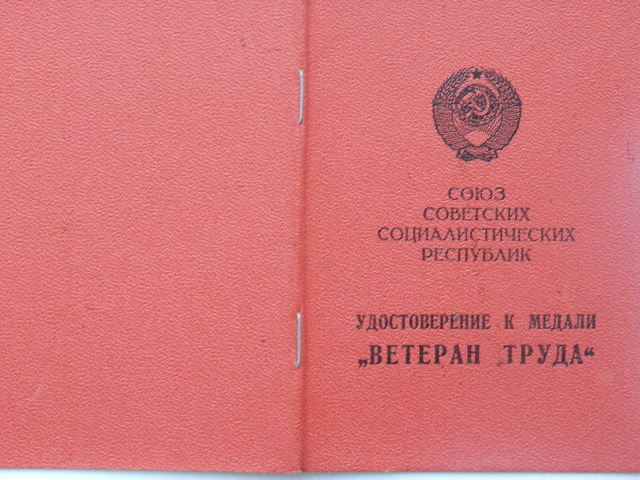 СОЮЗ
СОВЕТСКИХ
СОЦИАЛИСТИЧЕСКИХ
РЕСПУБЛИК
УДОСТОВЕРЕНИЕ К МЕДАЛИ
„ВЕТЕРАН ТРУДА“